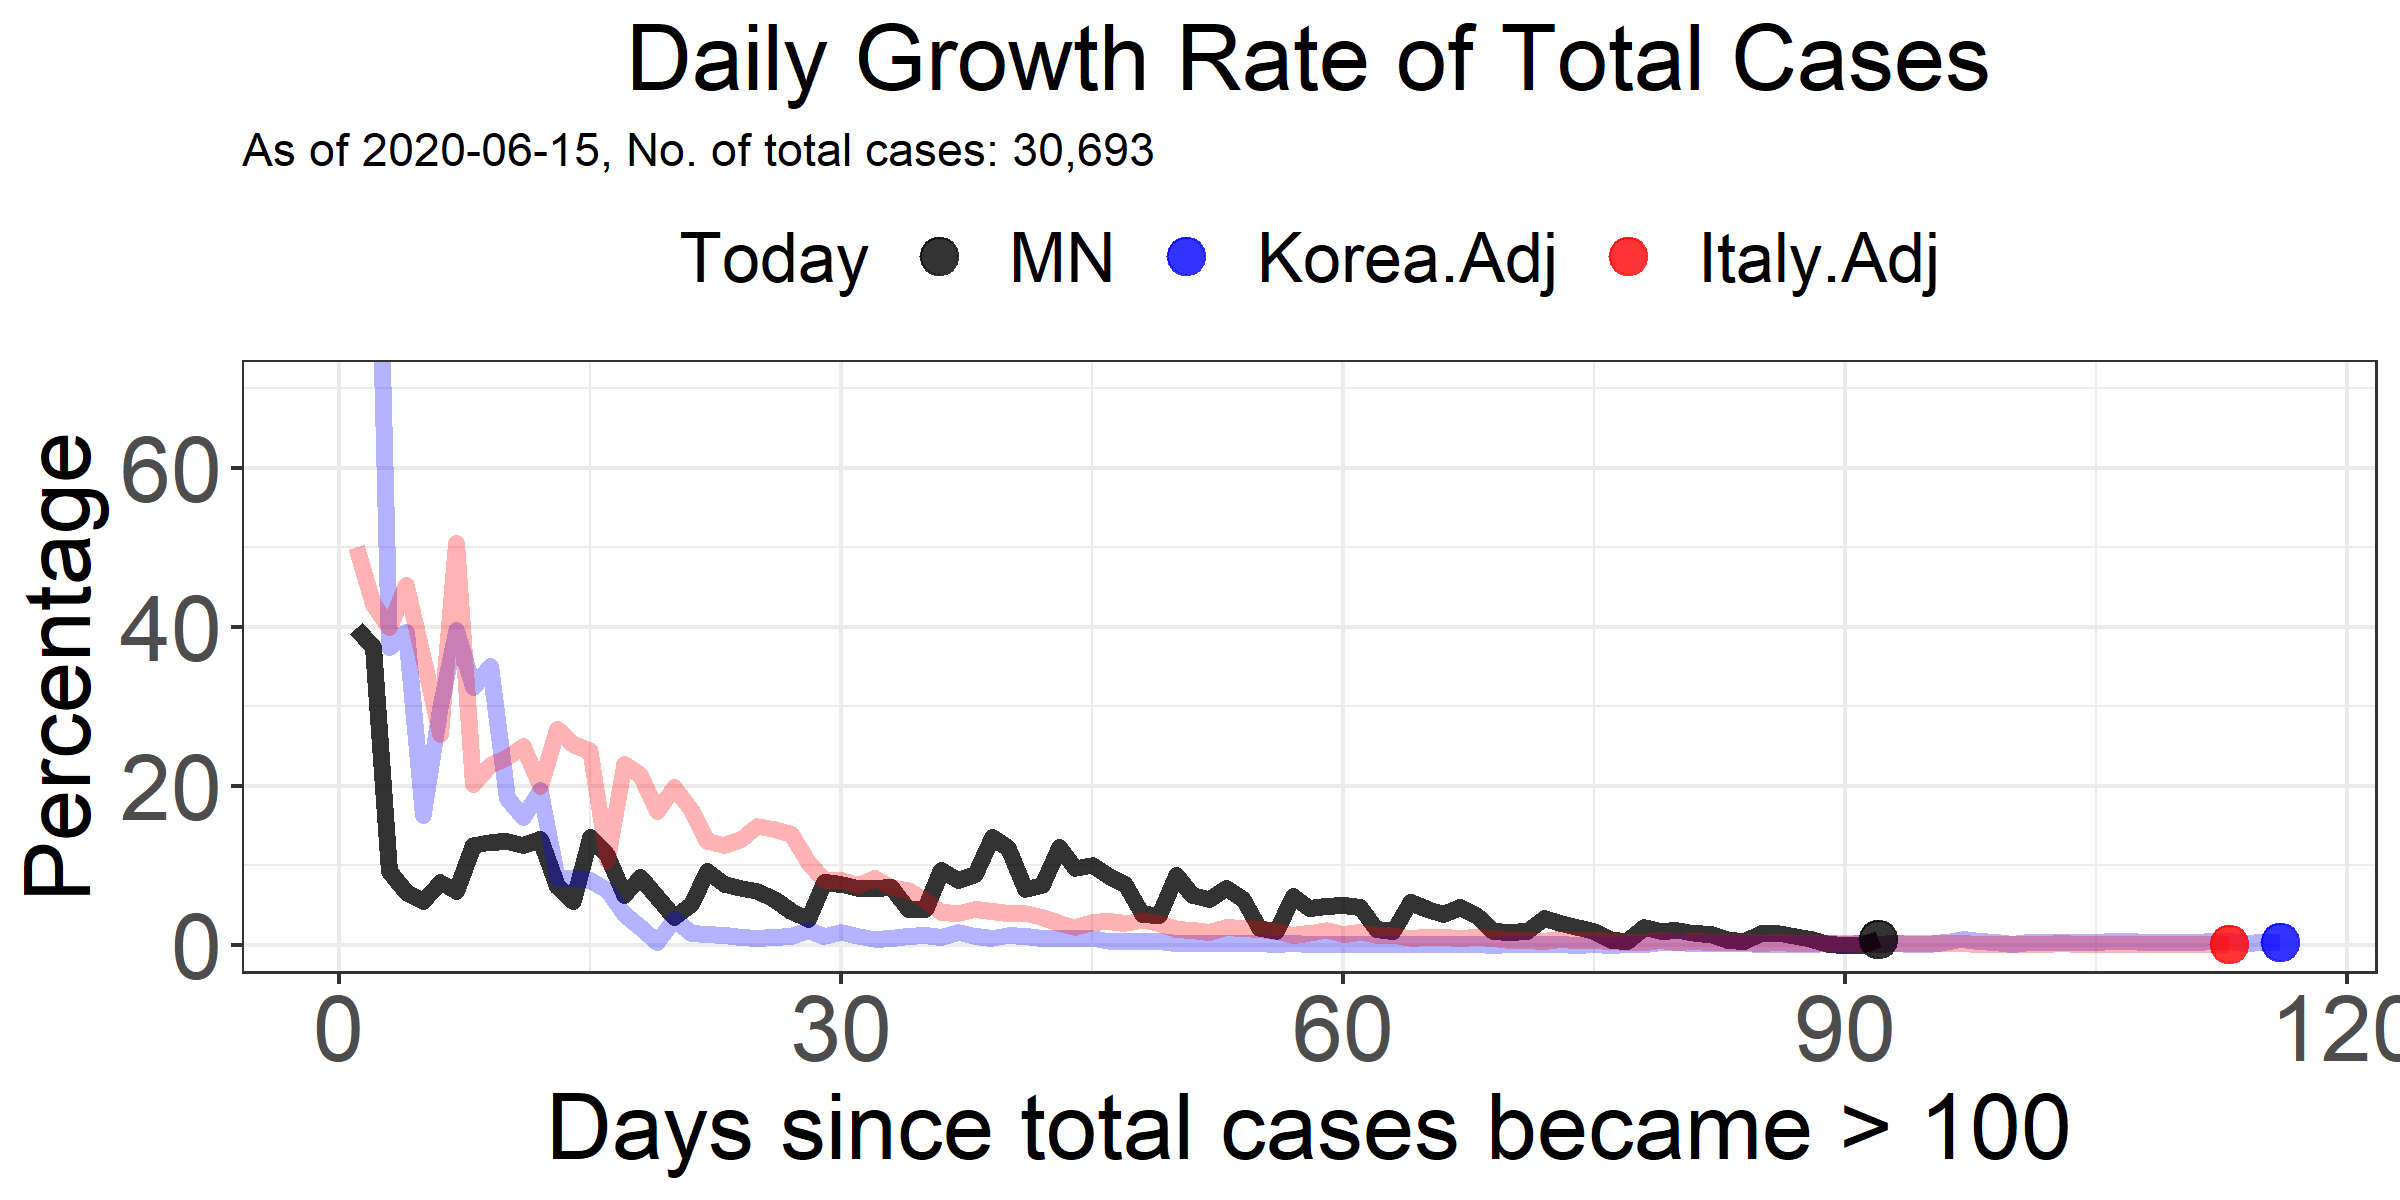 Daily Growth Rate of Total Cases
As of 2020-06-15, No. of total cases: 30,693
Today MN Korea.Adj Italy.Adj
Percentage
60
40
20
0
0 30 60 90 120
Days since total cases became > 100